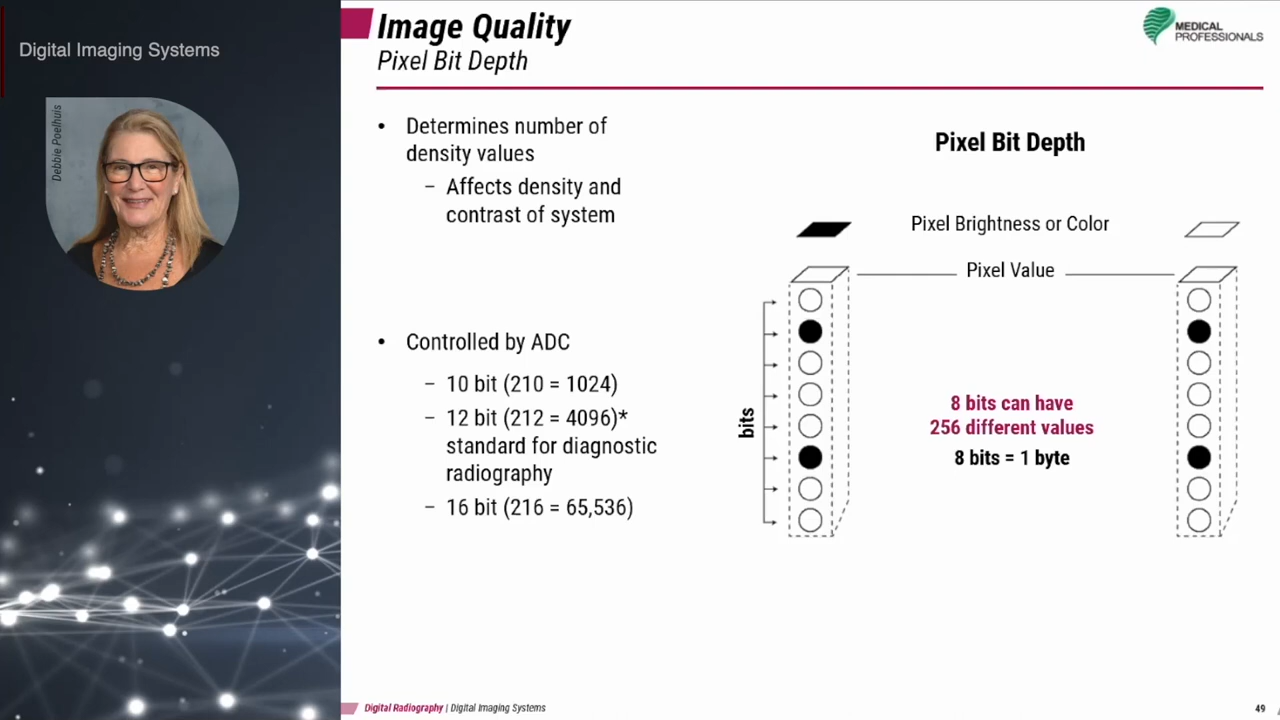 Digital Imaging Systems
Debbie Poelhuis
Image Quality
Pixel Bit Depth
MEDICAL
PROFESSIONALS
• Determines number of
density values
– Affects density and
contrast of system
• Controlled by ADC
– 10 bit (210 = 1024)
– 12 bit (212 = 4096)*
standard for diagnostic
radiography
– 16 bit (216 = 65,536)
Pixel Bit Depth
Pixel Brightness or Color
Pixel Value
bits
8 bits can have
256 different values
8 bits = 1 byte
Digital Radiography | Digital Imaging Systems
49